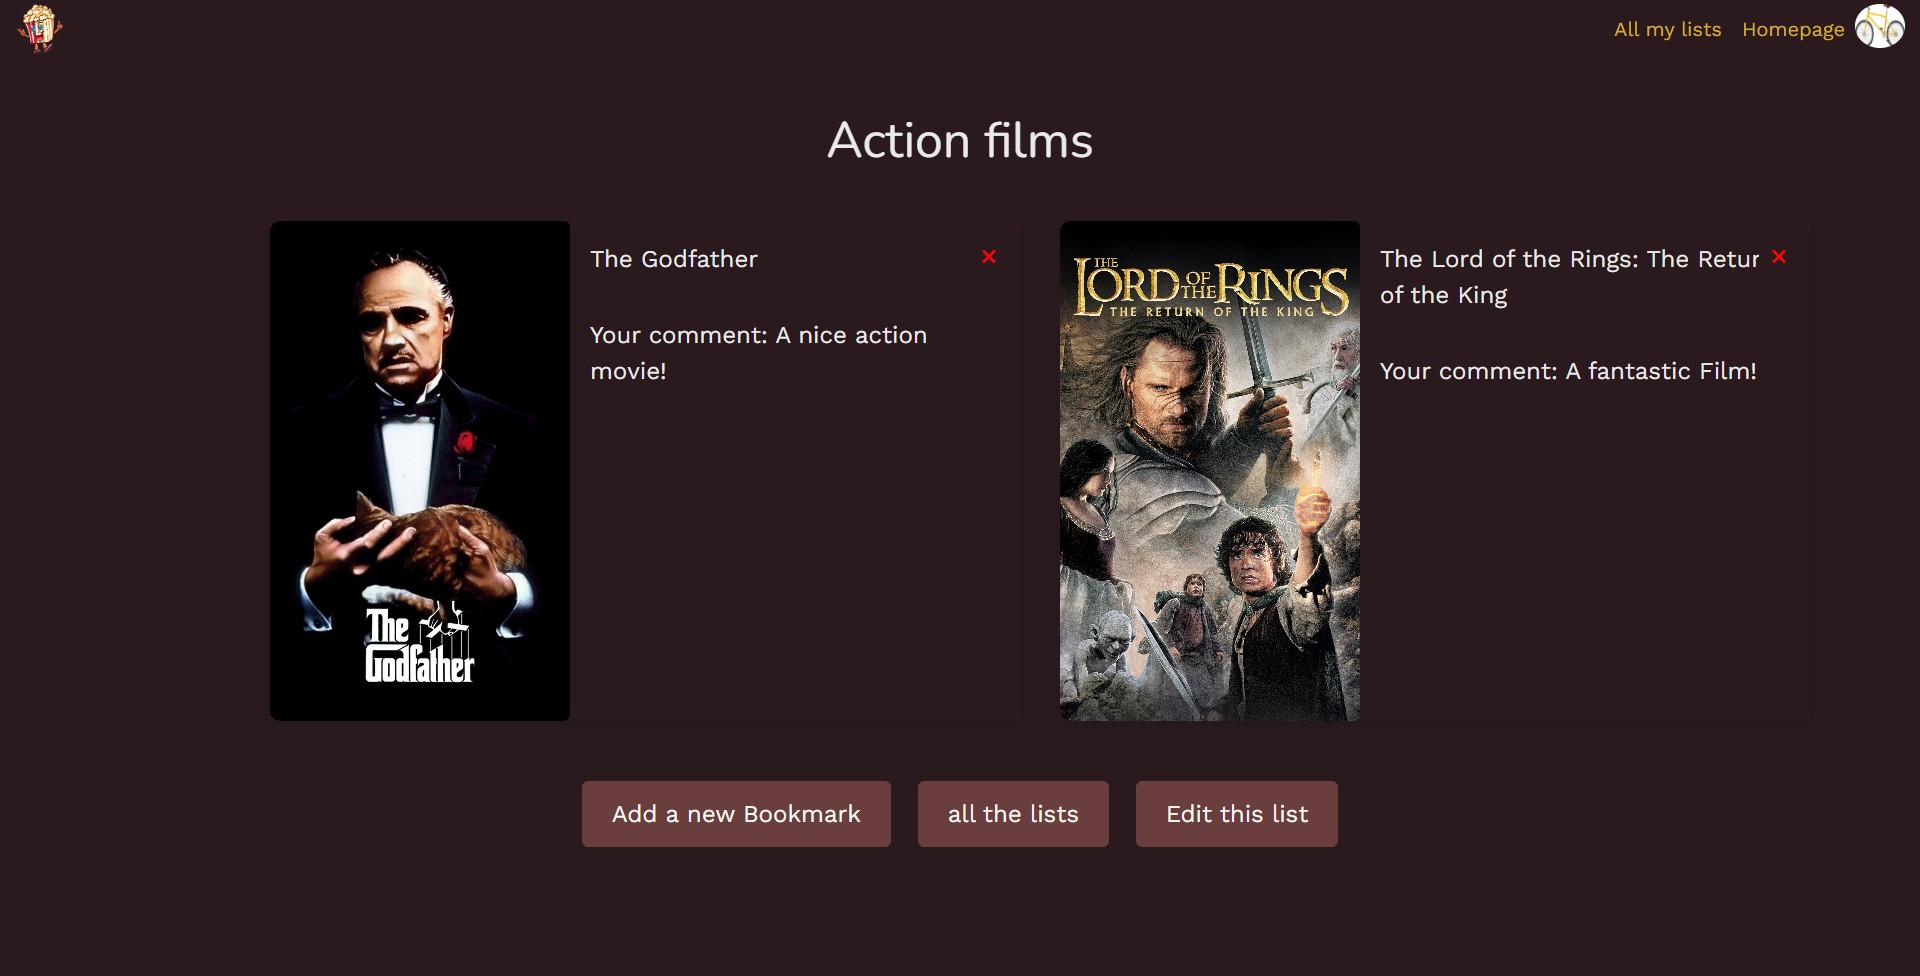 All my lists Homepage
Action films
The Godfather
Your comment: A nice action
movie!
The
Godfather
THE
LORD OF THE RINGS
THE RETURN OF THE KING
The Lord of the Rings: The Retur
of the King
Your comment: A fantastic Film!
Add a new Bookmark
all the lists
Edit this list